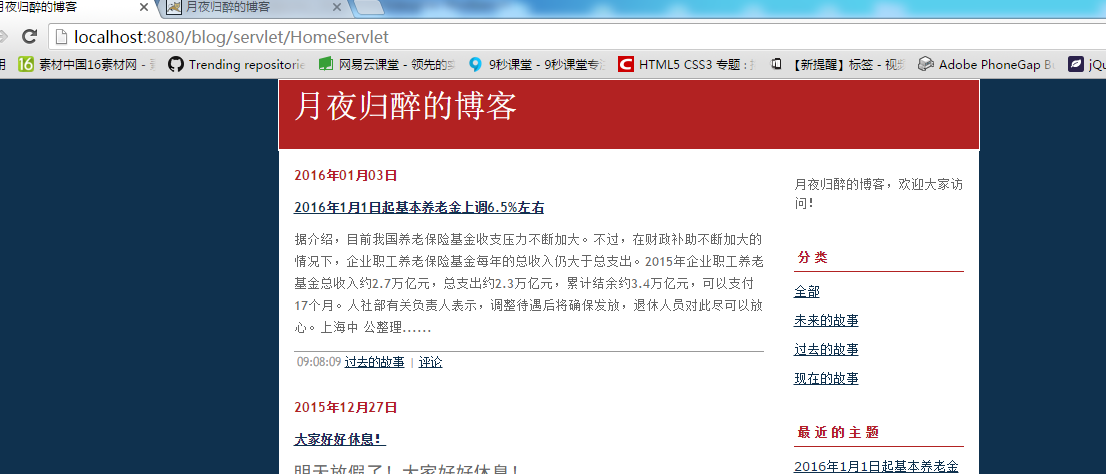 月夜归醉的博客 月夜归醉的博客
localhost:8080/blog/servlet/HomeServlet
用 素材中国16素材网 - 素 Trending repositorie 网易云课堂 - 领先的实 9秒课堂 - 9秒课堂专注 HTML5 CSS3 专题 : 【新提醒】标签 - 视频 Adobe PhoneGap B jQu
月夜归醉的博客
2016年01月03日
2016年1月1日起基本养老金上调6.5%左右
据介绍，目前我国养老保险基金收支压力不断加大。不过，在财政补助不断加大的
情况下，企业职工养老保险基金每年的总收入仍大于总支出。2015年企业职工养老
基金总收入约2.7万亿元，总支出约2.3万亿元，累计结余约3.4万亿元，可以支付
17个月。人社部有关负责人表示，调整待遇后将确保发放，退休人员对此尽可以放
心。上海中 公整理……
09:08:09 过去的故事 | 评论
2015年12月27日
大家好好休息！
明天放假了！大家好好休息！
月夜归醉的博客，欢迎大家访
问！
分类
全部
未来的故事
过去的故事
现在的故事
最近的主题
2016年1月1日起基本养老金